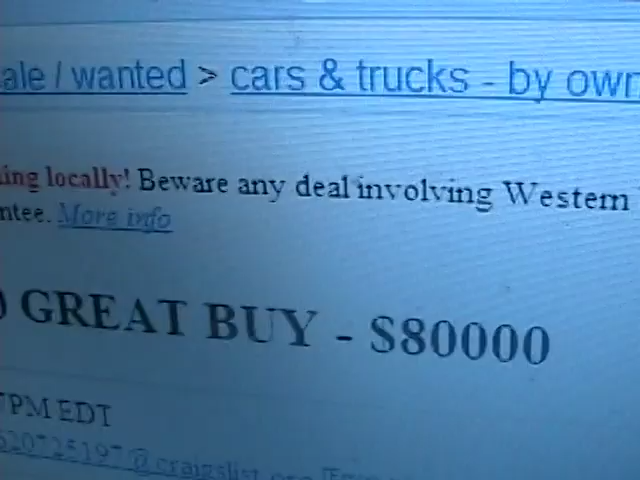 ale / wanted > cars & trucks - by own
ing locally! Beware any deal involving Western
ntee. More info
GREAT BUY - $80000
PM EDT
@craigslist.org